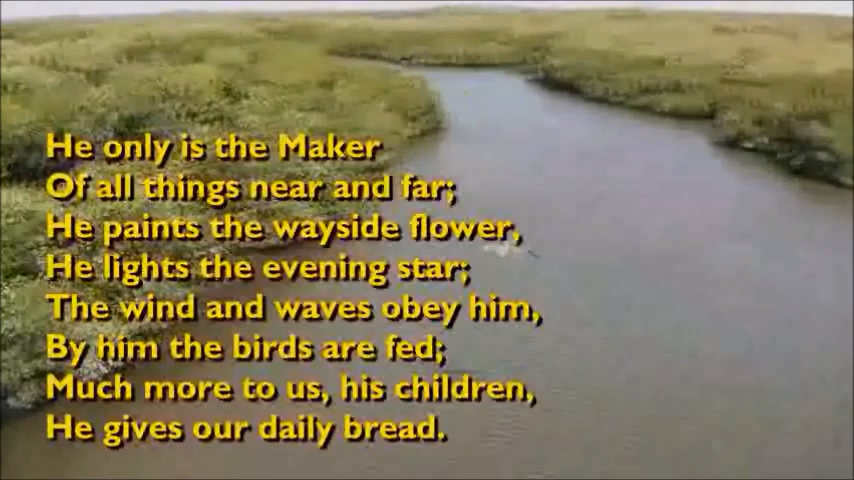 He only is the Maker
Of all things near and far;
He paints the wayside flower,
He lights the evening star;
The wind and waves obey him,
By him the birds are fed;
Much more to us, his children,
He gives our daily bread.